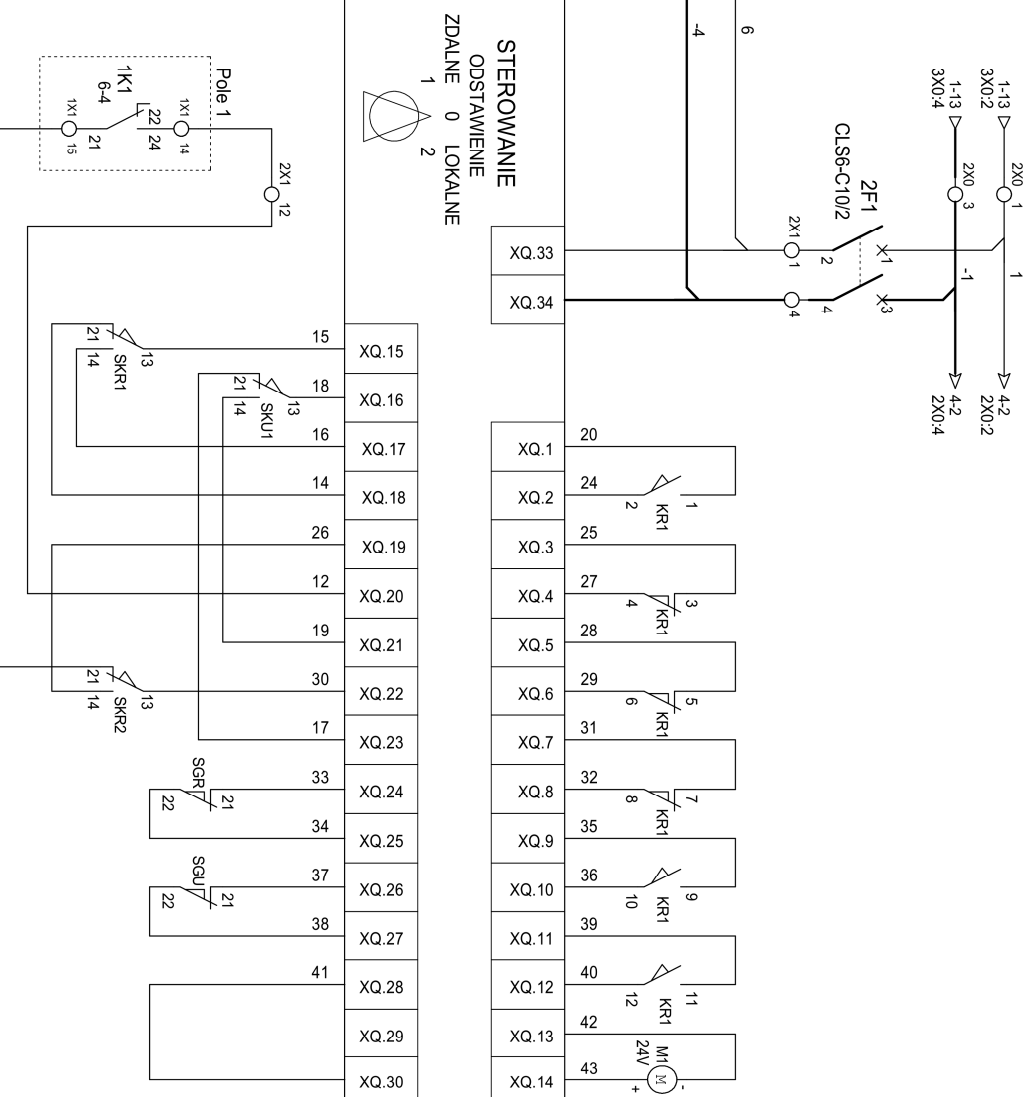 6
-4
1-13
3X0:2
1-13
3X0:4
2X0
1
2X0
3
1
-1
4-2
2X0:2
4-2
2X0:4
2F1
CLS6-C10/2
1
2
3
4
2X1
1
4
STEROWANIE
ODSTAWIENIE
ZDALNE 0 LOKALNE
1
2
Pole 1
1K1
6-4
22
24
21
1X1
14
1X1
15
2X1
12
XQ.33
XQ.34
15 XQ.15
18 XQ.16
16 XQ.17
14 XQ.18
26 XQ.19
12 XQ.20
19 XQ.21
30 XQ.22
17 XQ.23
33 XQ.24
34 XQ.25
37 XQ.26
38 XQ.27
41 XQ.28
XQ.29
XQ.30
21
14
13
SKR1
21
14
13
SKU1
21
14
13
SKR2
SGR
21
22
SGU
21
22
XQ.1 20
XQ.2 24
XQ.3 25
XQ.4 27
XQ.5 28
XQ.6 29
XQ.7 31
XQ.8 32
XQ.9 35
XQ.10 36
XQ.11 39
XQ.12 40
XQ.13 42
XQ.14 43
2
KR1
1
4
KR1
3
6
KR1
5
8
KR1
7
10
KR1
9
12
KR1
11
M1
24V
M
+
-